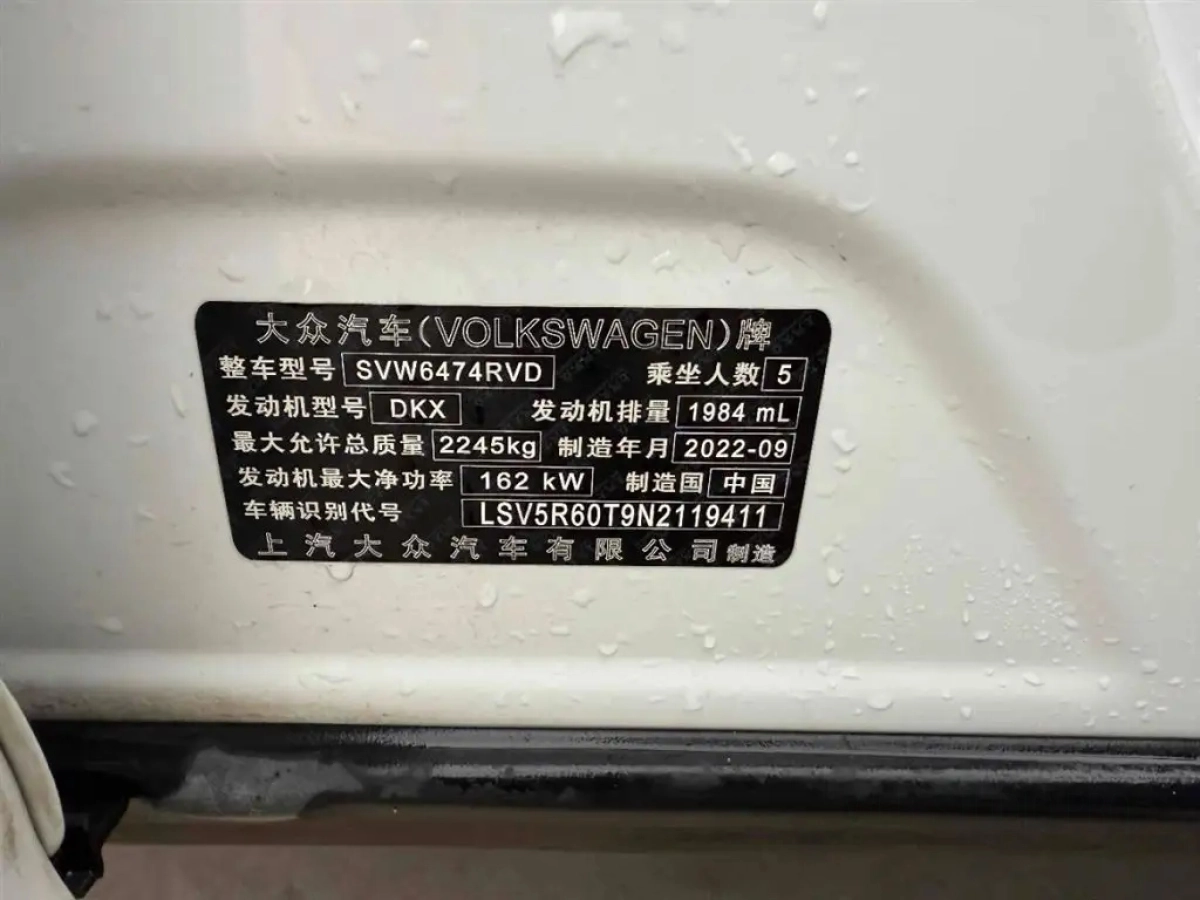 大众汽车(VOLKSWAGEN)牌
整车型号 SVW6474RVD 乘坐人数 5
发动机型号 DKX 发动机排量 1984 mL
最大允许总质量 2245kg 制造年月 2022-09
发动机最大净功率 162 kW 制造国 中国
车辆识别代号 LSV5R60T9N2119411
上汽大众汽车有限公司制造